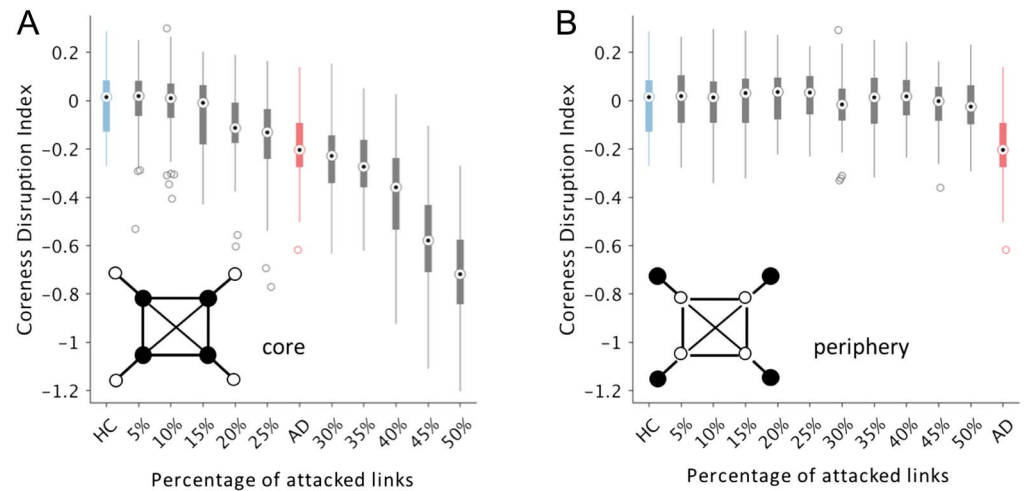 A
B
Coreness Disruption Index
0.2
0
−0.2
−0.4
−0.6
−0.8
−1
−1.2
core
HC 5% 10% 15% 20% 25% AD 30% 35% 40% 45% 50%
Percentage of attacked links
Coreness Disruption Index
0.2
0
−0.2
−0.4
−0.6
−0.8
−1
−1.2
periphery
HC 5% 10% 15% 20% 25% 30% 35% 40% 45% 50% AD
Percentage of attacked links